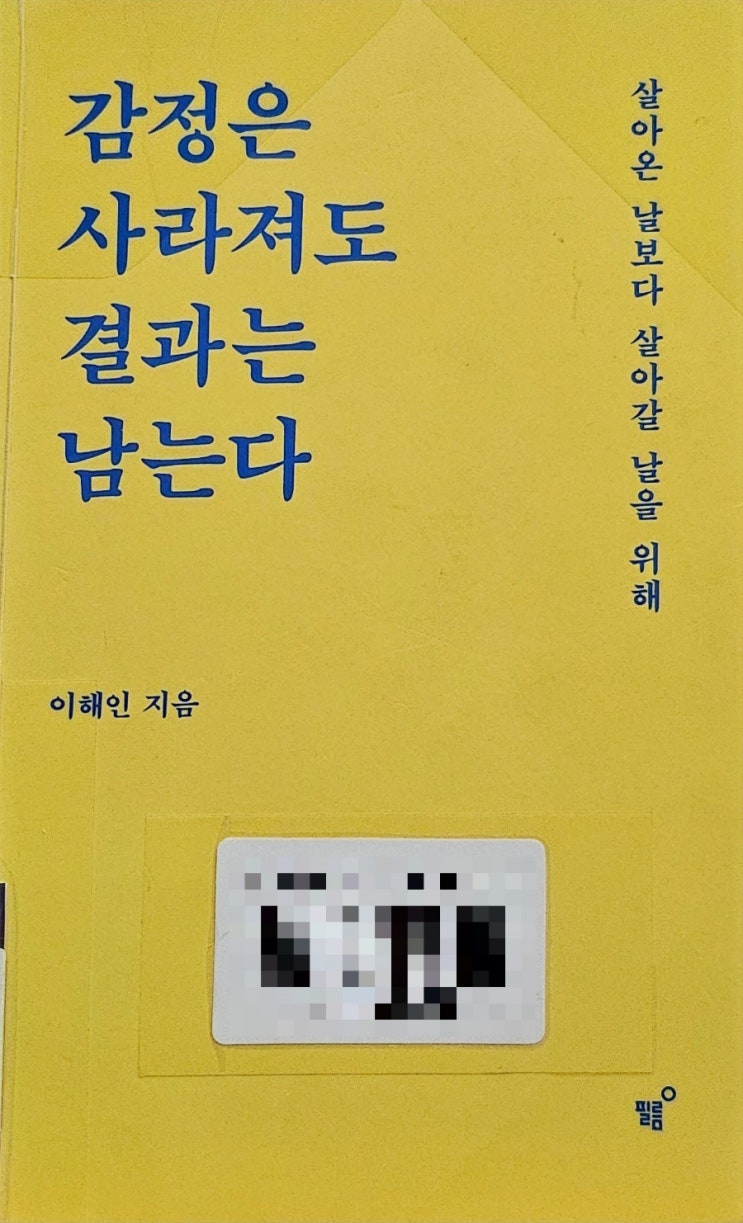 감정은
사라져도
결과는
남는다
살아온 날보다 살아갈 날을 위해
이해인 지음
필름